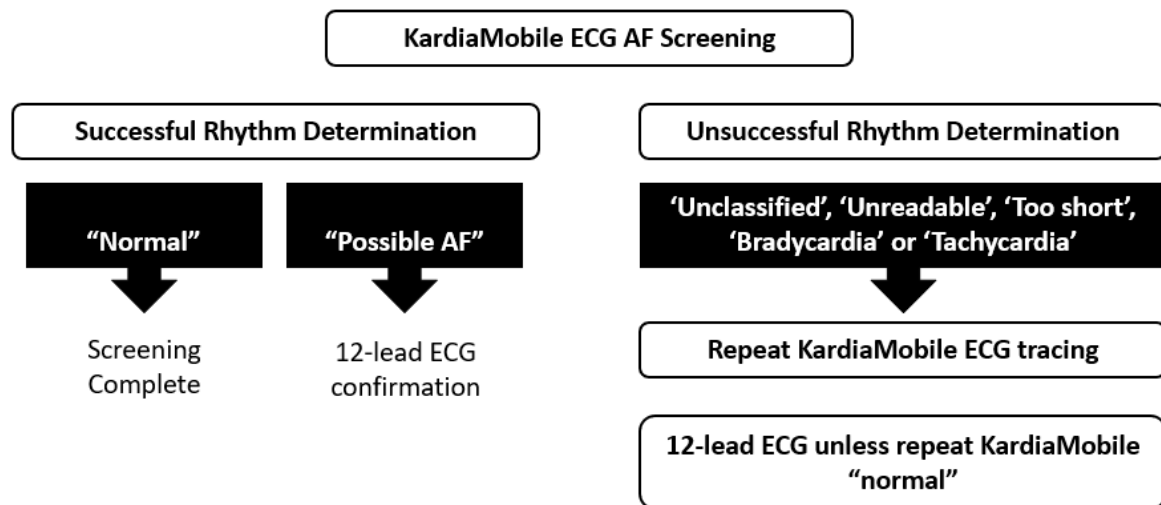 KardiaMobile ECG AF Screening
Successful Rhythm Determination
“Normal”
“Possible AF”
Screening
Complete
12-lead ECG
confirmation
Unsuccessful Rhythm Determination
‘Unclassified’, ‘Unreadable’, ‘Too short’,
‘Bradycardia’ or ‘Tachycardia’
Repeat KardiaMobile ECG tracing
12-lead ECG unless repeat KardiaMobile
“normal”